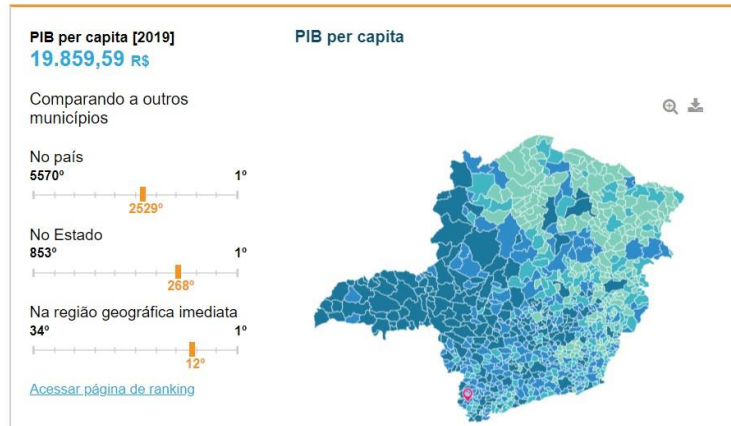 PIB per capita [2019]
19.859,59 R$
Comparando a outros
municípios
No país
5570º 1º
2529º
No Estado
853º 1º
268º
Na região geográfica imediata
34º 1º
12º
Acessar página de ranking
PIB per capita